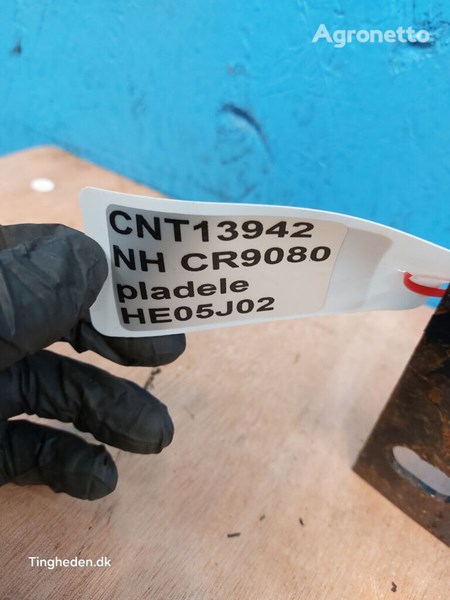 Agronetto
CNT13942
NH CR9080
pladele
HE05J02
Tingheden.dk